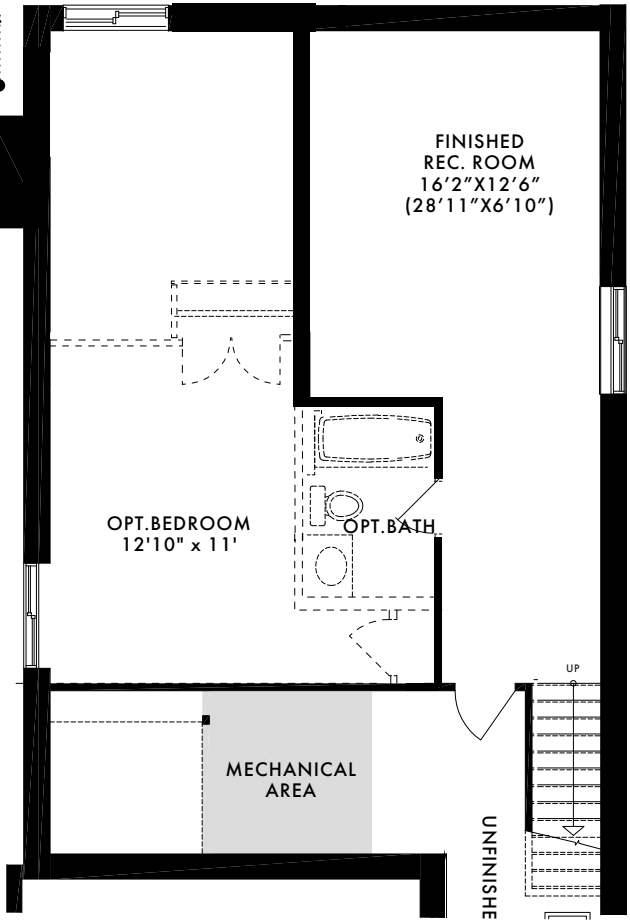 FINISHED
REC. ROOM
16'2"X12'6"
(28'11"X6'10")
OPT.BEDROOM
12'10" x 11'
OPT.BATH
UP
MECHANICAL
AREA
UNFINISHE